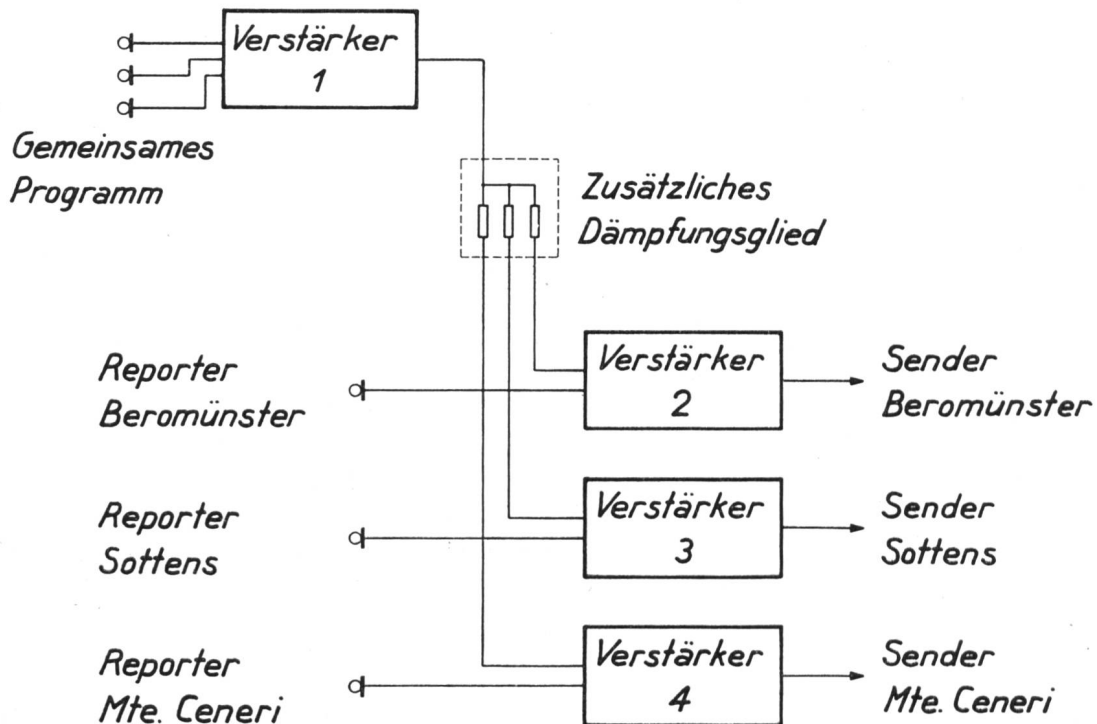 Verstärker
1
Gemeinsames
Programm
Zusätzliches
Dämpfungsglied
Reporter
Beromünster
Verstärker
2
Sender
Beromünster
Reporter
Sottens
Verstärker
3
Sender
Sottens
Reporter
Mte. Ceneri
Verstärker
4
Sender
Mte. Ceneri